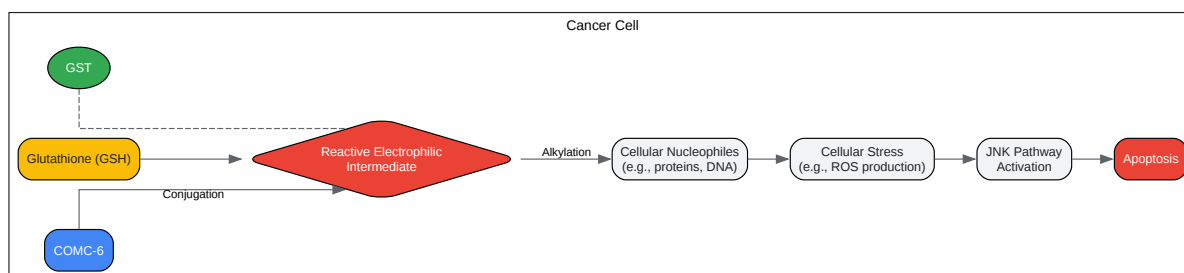 Cancer Cell
GST
Glutathione (GSH)
Reactive Electrophilic
Intermediate
Alkylation
Cellular Nucleophiles
(e.g., proteins, DNA)
Cellular Stress
(e.g., ROS production)
JNK Pathway
Activation
Apoptosis
Conjugation
COMC-6